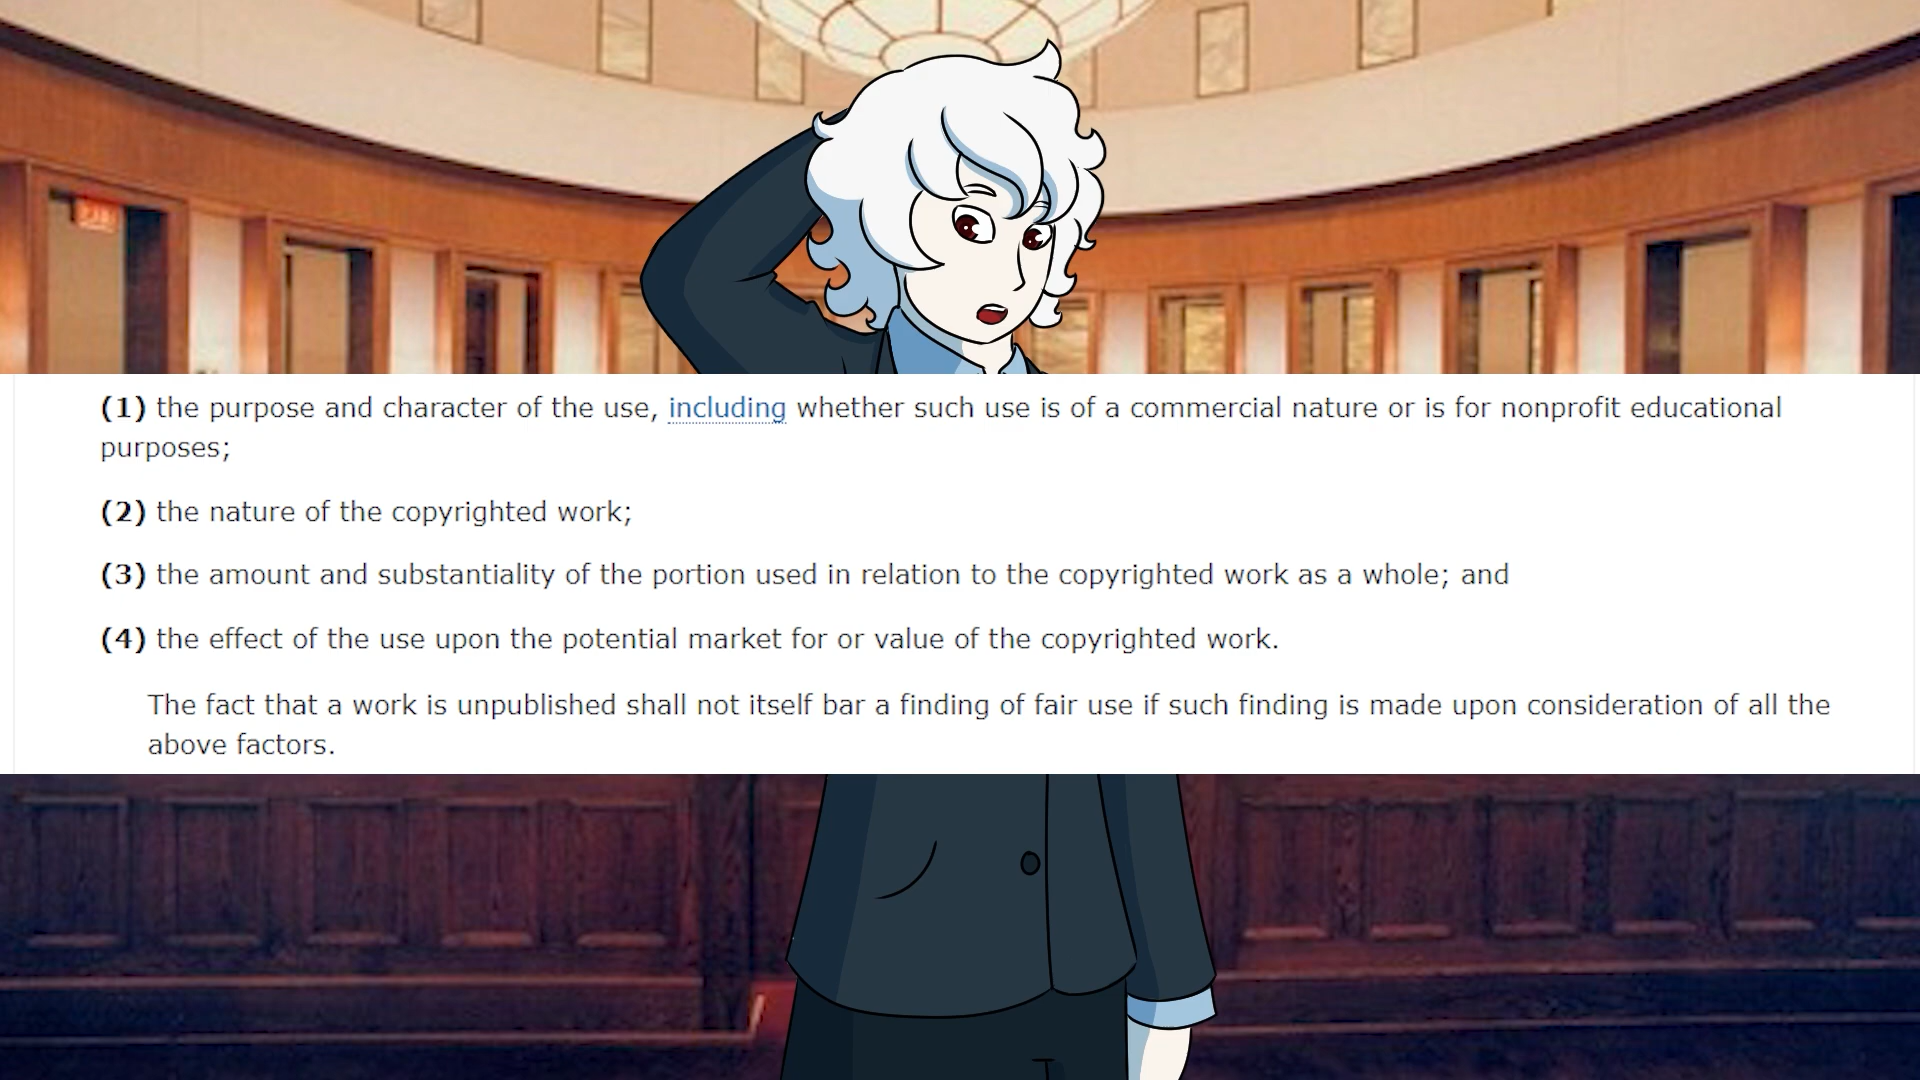 (1) the purpose and character of the use, including whether such use is of a commercial nature or is for nonprofit educational
purposes;
(2) the nature of the copyrighted work;
(3) the amount and substantiality of the portion used in relation to the copyrighted work as a whole; and
(4) the effect of the use upon the potential market for or value of the copyrighted work.
The fact that a work is unpublished shall not itself bar a finding of fair use if such finding is made upon consideration of all the
above factors.